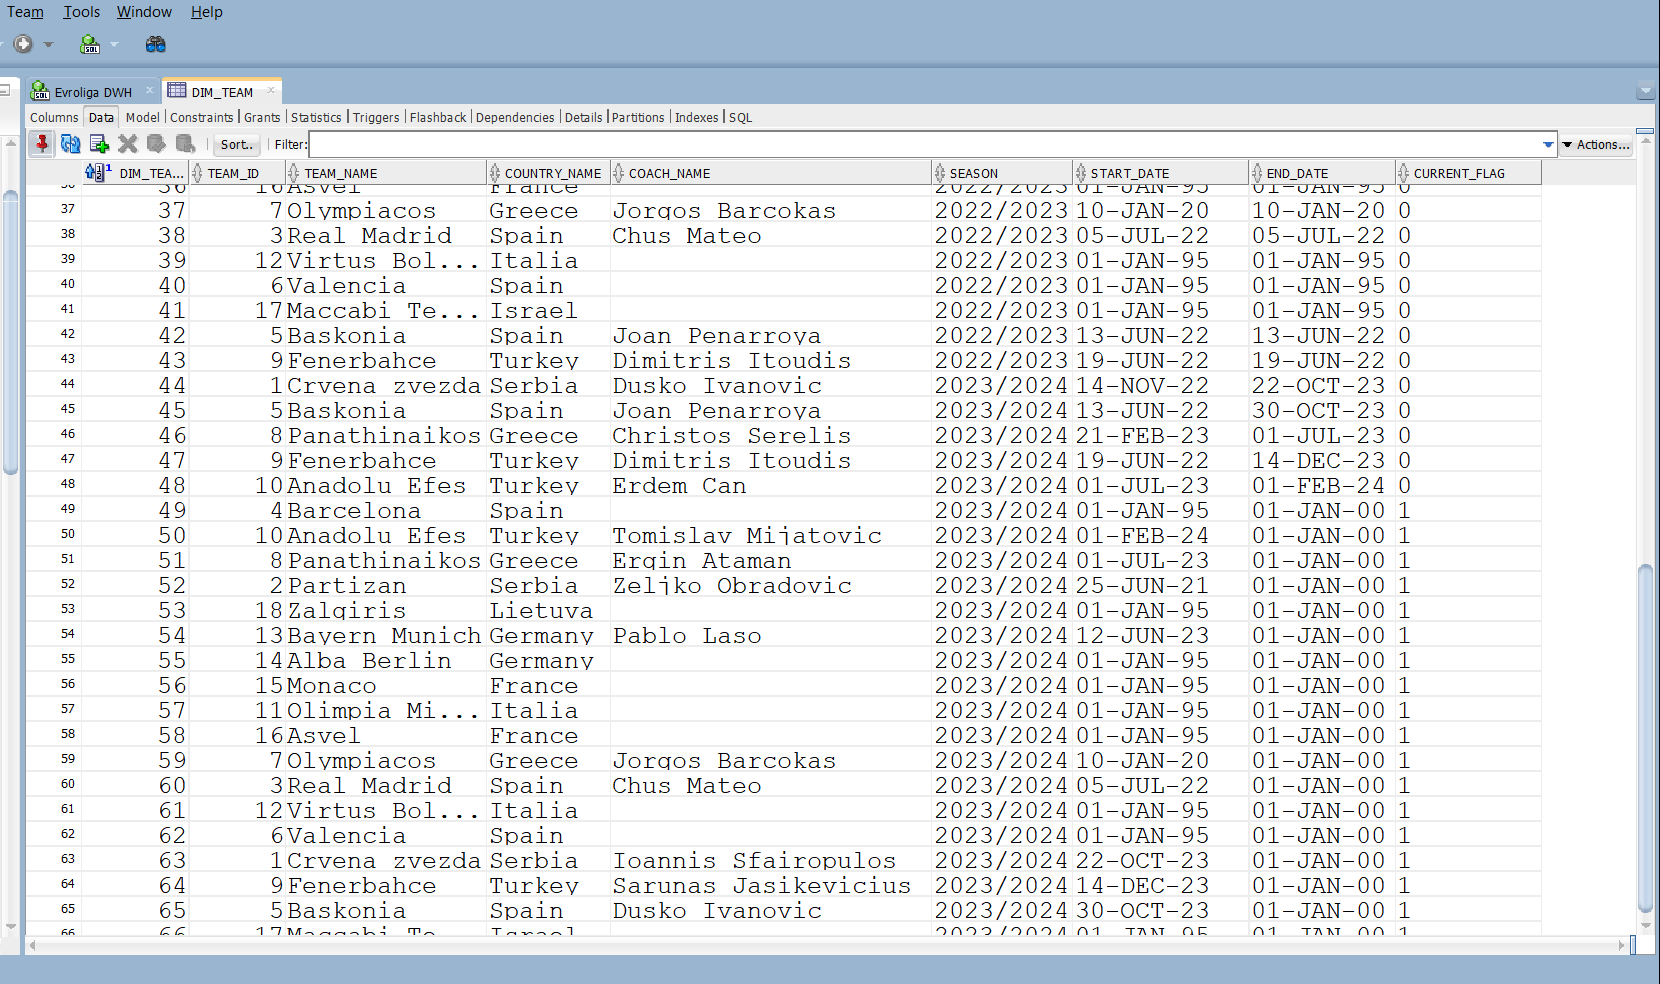 Team Tools Window Help
SQL
Evroliga DWH DIM_TEAM
Columns Data Model Constraints Grants Statistics Triggers Flashback Dependencies Details Partitions Indexes SQL
Sort.. Filter: Actions...
DIM_TEA... TEAM_ID TEAM_NAME COUNTRY_NAME COACH_NAME SEASON START_DATE END_DATE CURRENT_FLAG
36 36 16 Asvel France 2022/2023 01-JAN-95 01-JAN-95 0
37 37 7 Olympiacos Greece Jorgos Barcokas 2022/2023 10-JAN-20 10-JAN-20 0
38 38 3 Real Madrid Spain Chus Mateo 2022/2023 05-JUL-22 05-JUL-22 0
39 39 12 Virtus Bol... Italia 2022/2023 01-JAN-95 01-JAN-95 0
40 40 6 Valencia Spain 2022/2023 01-JAN-95 01-JAN-95 0
41 41 17 Maccabi Te... Israel 2022/2023 01-JAN-95 01-JAN-95 0
42 42 5 Baskonia Spain Joan Penarroya 2022/2023 13-JUN-22 13-JUN-22 0
43 43 9 Fenerbahce Turkey Dimitris Itoudis 2022/2023 19-JUN-22 19-JUN-22 0
44 44 1 Crvena zvezda Serbia Dusko Ivanovic 2023/2024 14-NOV-22 22-OCT-23 0
45 45 5 Baskonia Spain Joan Penarroya 2023/2024 13-JUN-22 30-OCT-23 0
46 46 8 Panathinaikos Greece Christos Serelis 2023/2024 21-FEB-23 01-JUL-23 0
47 47 9 Fenerbahce Turkey Dimitris Itoudis 2023/2024 19-JUN-22 14-DEC-23 0
48 48 10 Anadolu Efes Turkey Erdem Can 2023/2024 01-JUL-23 01-FEB-24 0
49 49 4 Barcelona Spain 2023/2024 01-JAN-95 01-JAN-00 1
50 50 10 Anadolu Efes Turkey Tomislav Mijatovic 2023/2024 01-FEB-24 01-JAN-00 1
51 51 8 Panathinaikos Greece Ergin Ataman 2023/2024 01-JUL-23 01-JAN-00 1
52 52 2 Partizan Serbia Zeljko Obradovic 2023/2024 25-JUN-21 01-JAN-00 1
53 53 18 Zalgiris Lietuva 2023/2024 01-JAN-95 01-JAN-00 1
54 54 13 Bayern Munich Germany Pablo Laso 2023/2024 12-JUN-23 01-JAN-00 1
55 55 14 Alba Berlin Germany 2023/2024 01-JAN-95 01-JAN-00 1
56 56 15 Monaco France 2023/2024 01-JAN-95 01-JAN-00 1
57 57 11 Olimpia Mi... Italia 2023/2024 01-JAN-95 01-JAN-00 1
58 58 16 Asvel France 2023/2024 01-JAN-95 01-JAN-00 1
59 59 7 Olympiacos Greece Jorgos Barcokas 2023/2024 10-JAN-20 01-JAN-00 1
60 60 3 Real Madrid Spain Chus Mateo 2023/2024 05-JUL-22 01-JAN-00 1
61 61 12 Virtus Bol... Italia 2023/2024 01-JAN-95 01-JAN-00 1
62 62 6 Valencia Spain 2023/2024 01-JAN-95 01-JAN-00 1
63 63 1 Crvena zvezda Serbia Ioannis Sfairopulos 2023/2024 22-OCT-23 01-JAN-00 1
64 64 9 Fenerbahce Turkey Sarunas Jasikevicius 2023/2024 14-DEC-23 01-JAN-00 1
65 65 5 Baskonia Spain Dusko Ivanovic 2023/2024 30-OCT-23 01-JAN-00 1
66 66 17 Maccabi Te... Israel 2023/2024 01-JAN-95 01-JAN-00 1